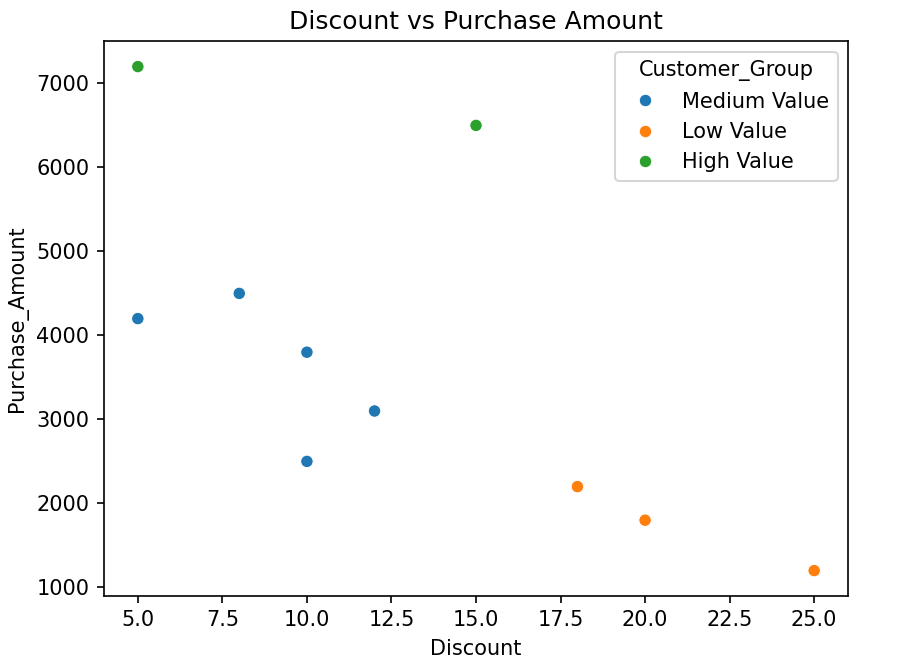 Discount vs Purchase Amount
Customer_Group
Medium Value
Low Value
High Value
Purchase_Amount
7000
6000
5000
4000
3000
2000
1000
5.0 7.5 10.0 12.5 15.0 17.5 20.0 22.5 25.0
Discount